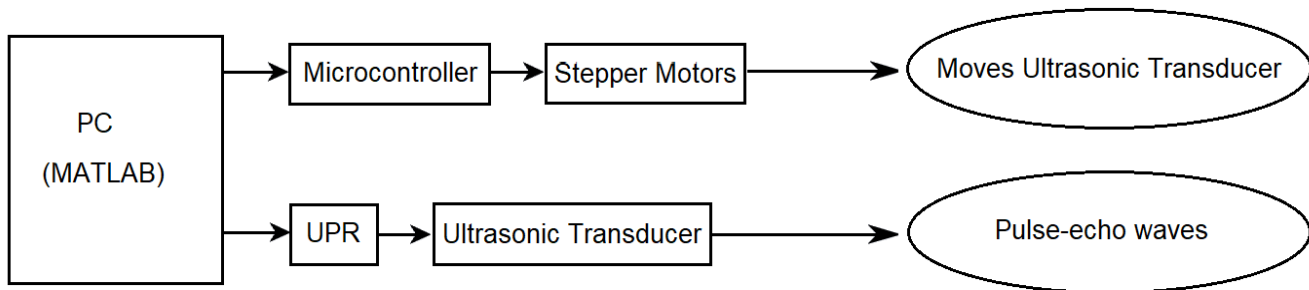 PC
(MATLAB)
Microcontroller
Stepper Motors
Moves Ultrasonic Transducer
UPR
Ultrasonic Transducer
Pulse-echo waves